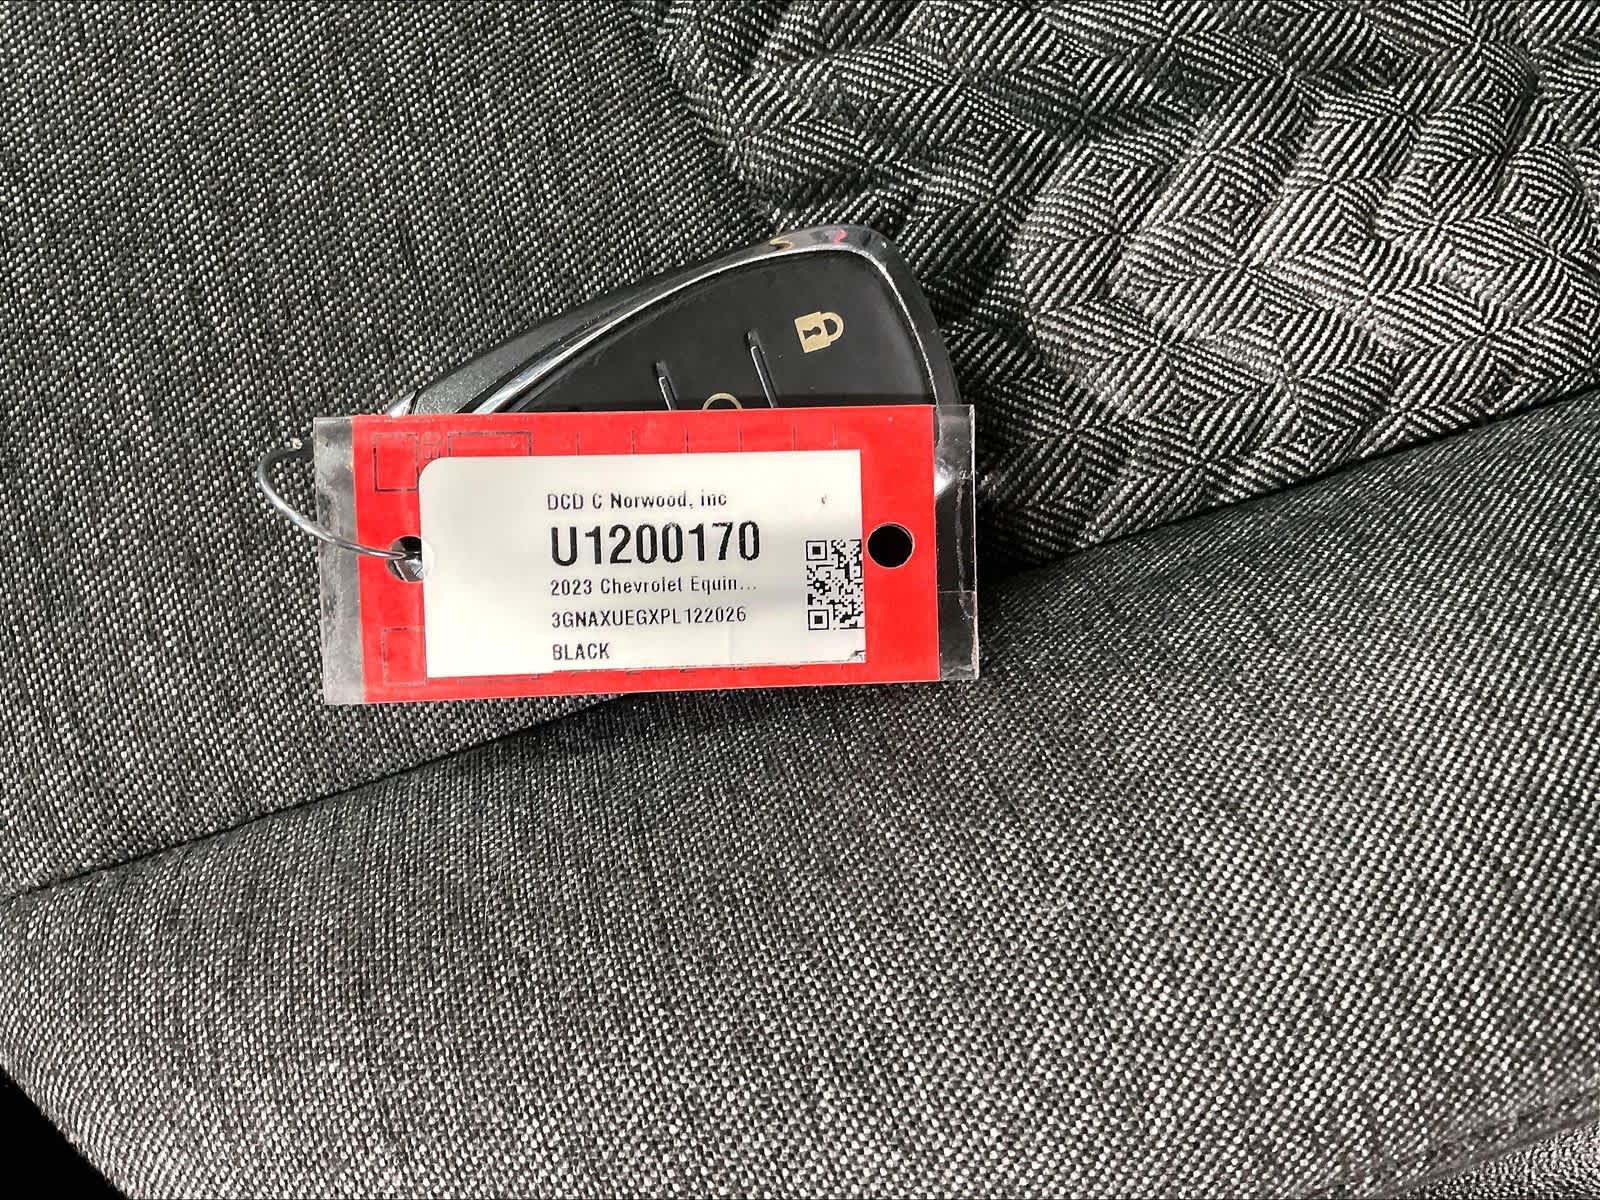 DCD C Norwood, inc
U1200170
2023 Chevrolet Equin...
3GNAXUEGXPL122026
BLACK